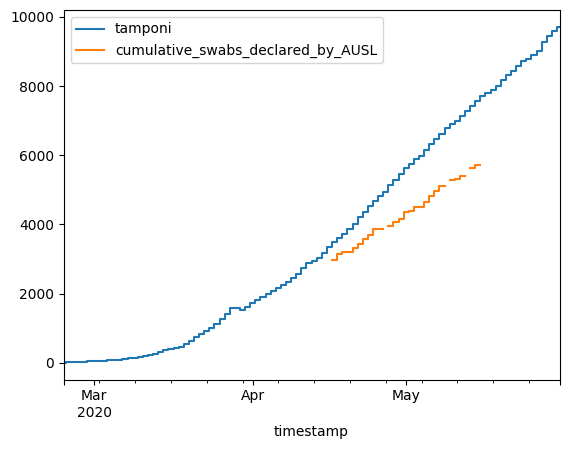 tamponi
cumulative_swabs_declared_by_AUSL
10000
8000
6000
4000
2000
0
Mar
2020
Apr
May
timestamp